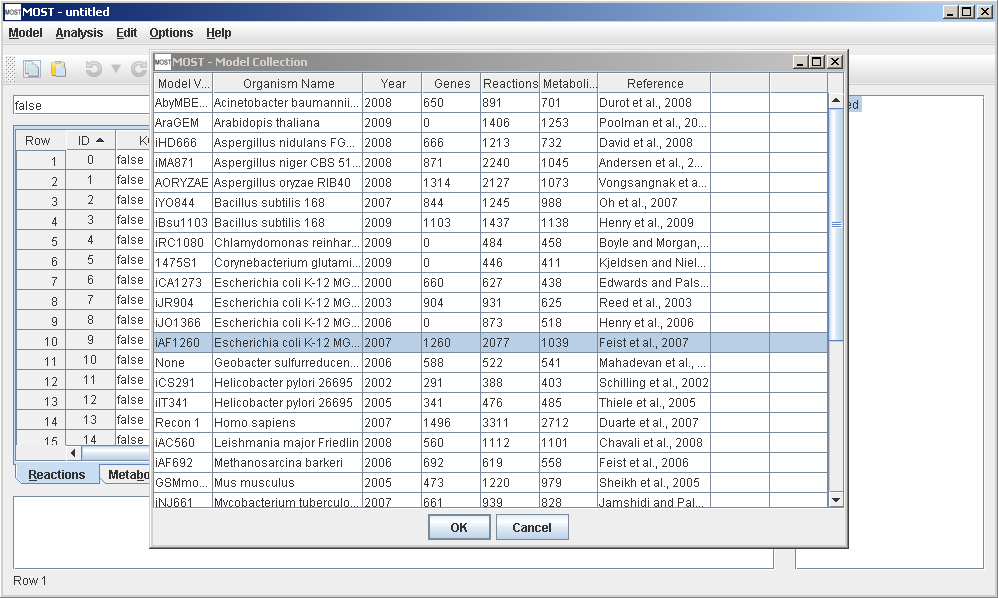 MOST MOST - untitled
Model Analysis Edit Options Help
MOST MOST - Model Collection
false
Row ID
1 0 false
2 1 false
3 2 false
4 3 false
5 4 false
6 5 false
7 6 false
8 7 false
9 8 false
10 9 false
11 10 false
12 11 false
13 12 false
14 13 false
15 14 false
Model V... Organism Name Year Genes Reactions Metaboli... Reference
AbyMBE... Acinetobacter baumannii... 2008 650 891 701 Durot et al., 2008
AraGEM Arabidopsis thaliana 2009 0 1406 1253 Poolman et al., 20...
iHD666 Aspergillus nidulans FG... 2008 666 1213 732 David et al., 2008
iMA871 Aspergillus niger CBS 51... 2008 871 2240 1045 Andersen et al., 2...
AORYZAE Aspergillus oryzae RIB40 2008 1314 2127 1073 Vongsangnak et a...
iYO844 Bacillus subtilis 168 2007 844 1245 988 Oh et al., 2007
iBsu1103 Bacillus subtilis 168 2009 1103 1437 1138 Henry et al., 2009
iRC1080 Chlamydomonas reinhar... 2009 0 484 458 Boyle and Morgan,...
1475S1 Corynebacterium glutami... 2009 0 446 411 Kjeldsen and Niel...
iCA1273 Escherichia coli K-12 MG... 2000 660 627 438 Edwards and Pals...
iJR904 Escherichia coli K-12 MG... 2003 904 931 625 Reed et al., 2003
iJO1366 Escherichia coli K-12 MG... 2006 0 873 518 Henry et al., 2006
iAF1260 Escherichia coli K-12 MG... 2007 1260 2077 1039 Feist et al., 2007
None Geobacter sulfurreducen... 2006 588 522 541 Mahadevan et al., ...
iCS291 Helicobacter pylori 26695 2002 291 388 403 Schilling et al., 2002
iIT341 Helicobacter pylori 26695 2005 341 476 485 Thiele et al., 2005
Recon 1 Homo sapiens 2007 1496 3311 2712 Duarte et al., 2007
iAC560 Leishmania major Friedlin 2008 560 1112 1101 Chavali et al., 2008
iAF692 Methanosarcina barkeri 2006 692 619 558 Feist et al., 2006
GSMmo... Mus musculus 2005 473 1220 979 Sheikh et al., 2005
iNJ661 Mycobacterium tuberculo... 2007 661 939 828 Jamshidi and Pal...
OK Cancel
Reactions Metabo
Row 1